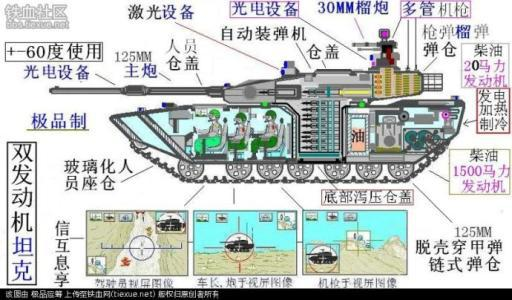 铁血社区
bbs.tiexue.net
激光设备
光电设备
30MM榴炮
多管机枪
自动装弹机
仓盖
枪弹榴弹
弹仓
柴油
20马力
发动机
+-60度使用
125MM
人员
仓盖
光电设备
主炮
发电
加热
制冷
极品制
油
双发动机坦克
玻璃化人
员座仓
底部泻压仓盖
柴油
1500马力
发动机
125MM
脱壳穿甲弹
链式弹仓
信互息享
驾驶员视屏图像
车长,炮手视屏图像
机枪手视屏图像
该图由 极品应筹 上传至铁血网(tiexue.net) 版权归原创者所有